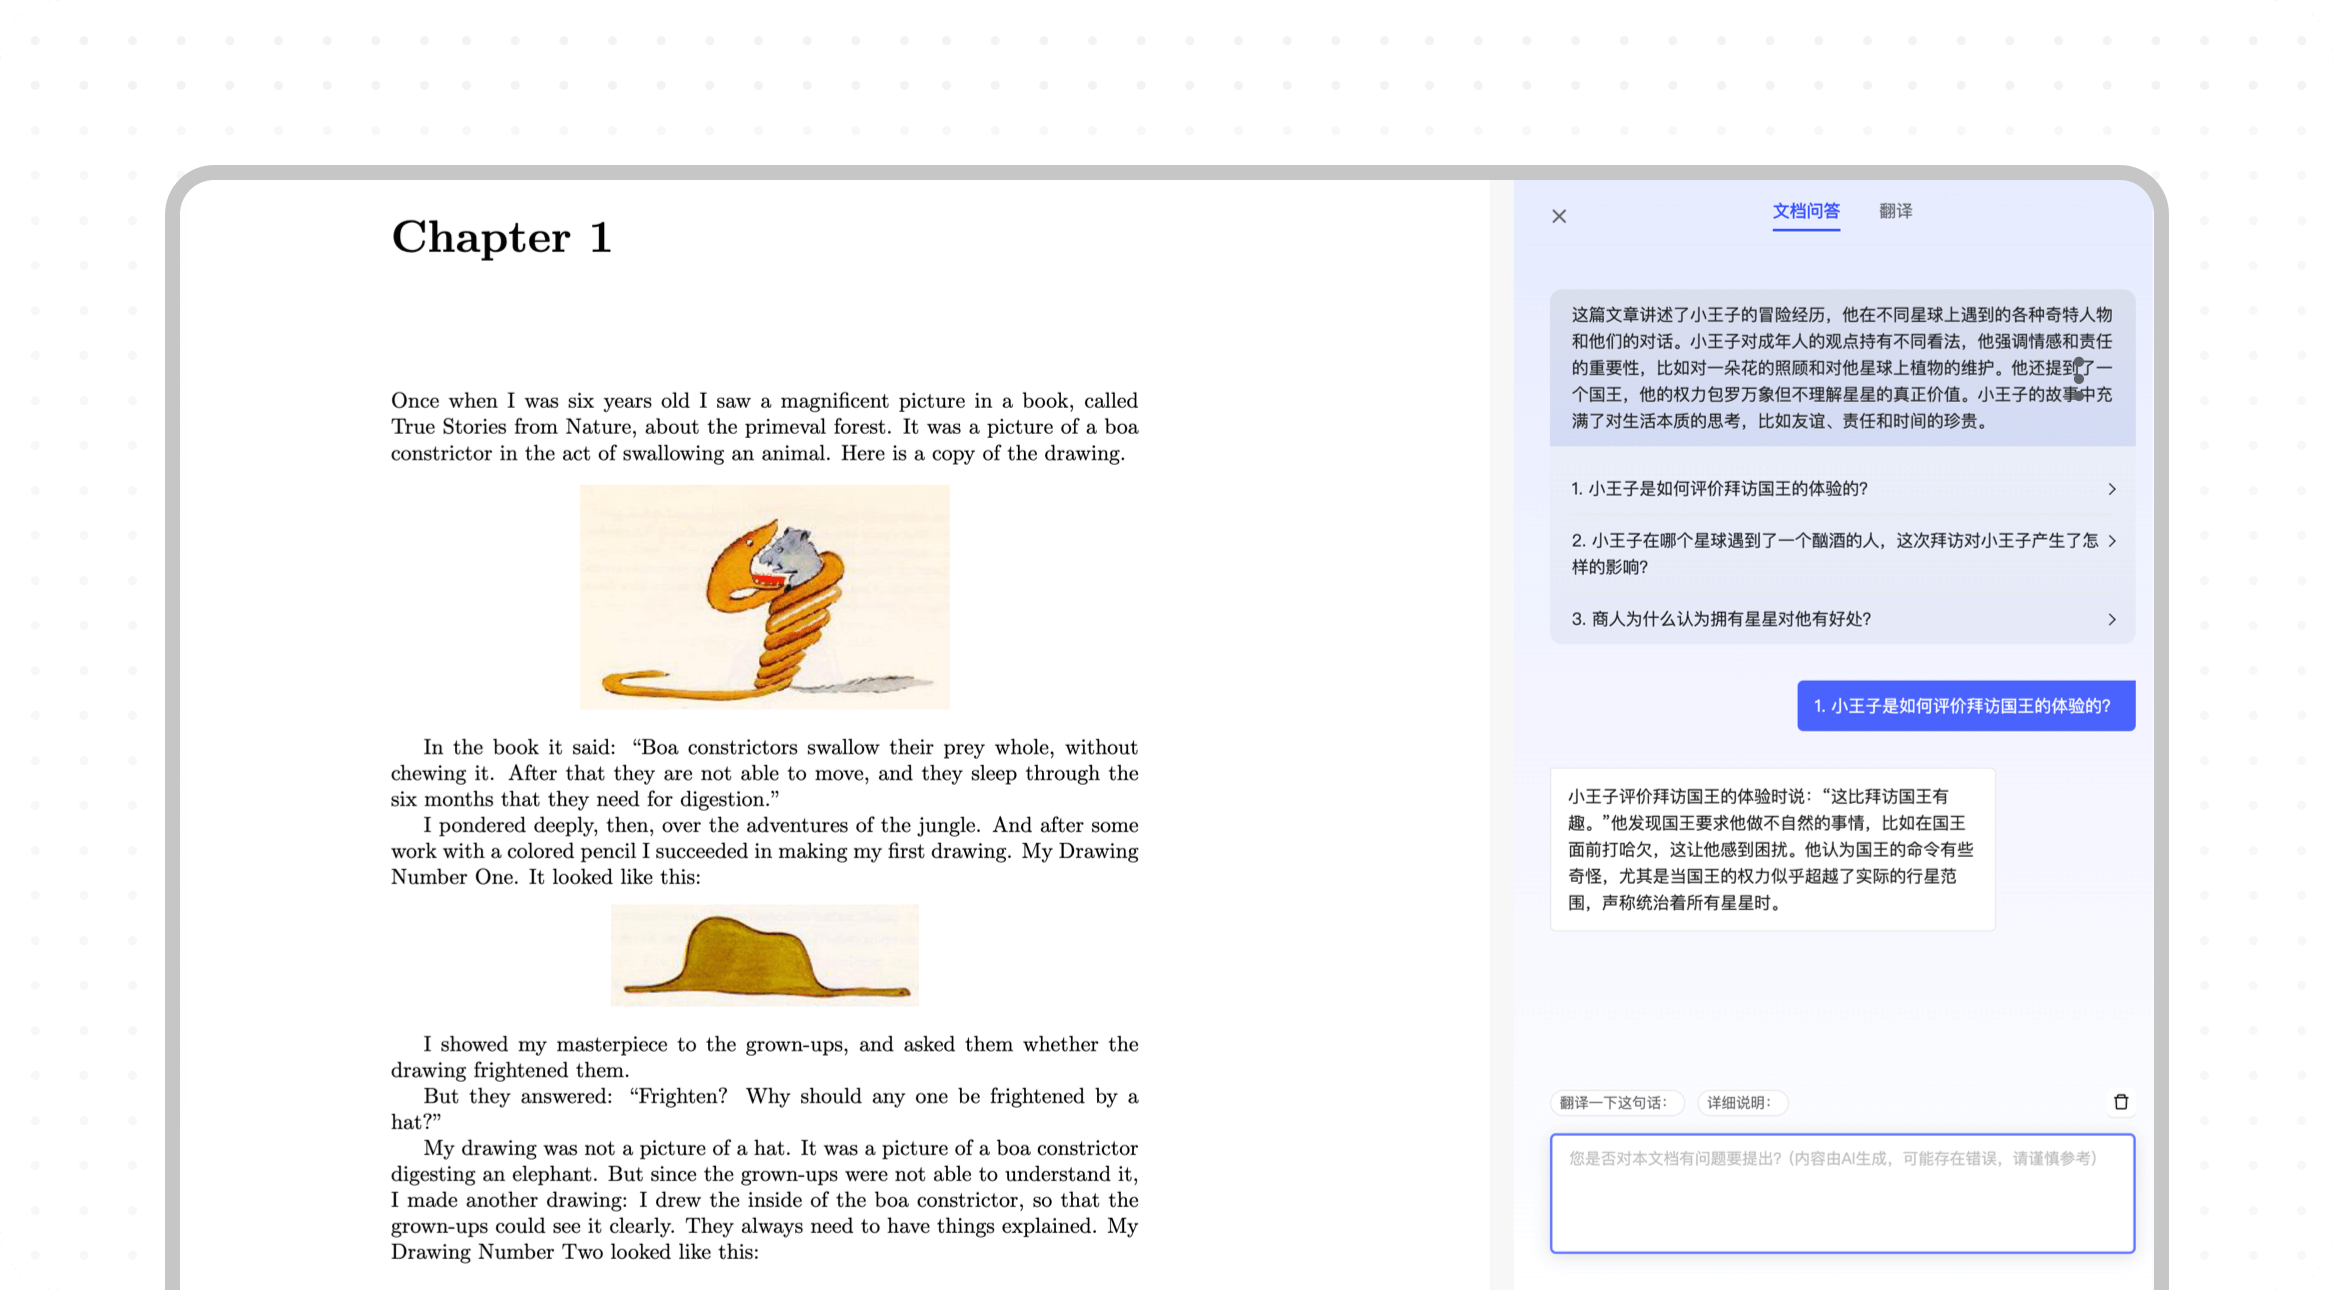 Chapter 1
Once when I was six years old I saw a magnificent picture in a book, called
True Stories from Nature, about the primeval forest. It was a picture of a boa
constrictor in the act of swallowing an animal. Here is a copy of the drawing.
In the book it said: “Boa constrictors swallow their prey whole, without
chewing it. After that they are not able to move, and they sleep through the
six months that they need for digestion.”
I pondered deeply, then, over the adventures of the jungle. And after some
work with a colored pencil I succeeded in making my first drawing. My Drawing
Number One. It looked like this:
I showed my masterpiece to the grown-ups, and asked them whether the
drawing frightened them.
But they answered: “Frighten? Why should any one be frightened by a
hat?”
My drawing was not a picture of a hat. It was a picture of a boa constrictor
digesting an elephant. But since the grown-ups were not able to understand it,
I made another drawing: I drew the inside of the boa constrictor, so that the
grown-ups could see it clearly. They always need to have things explained. My
Drawing Number Two looked like this:
文档问答
翻译
这篇文章讲述了小王子的冒险经历，他在不同星球上遇到的各种奇特人物
和他们的对话。小王子对成年人的观点持有不同看法，他强调情感和责任
的重要性，比如对一朵花的照顾和对他星球上植物的维护。他还提到了一
个国王，他的权力包罗万象但不理解星星的真正价值。小王子的故事中充
满了对生活本质的思考，比如友谊、责任和时间的珍贵。
1. 小王子是如何评价拜访国王的体验的?
2. 小王子在哪个星球遇到了一个酗酒的人，这次拜访对小王子产生了怎
样的影响?
3. 商人为什么认为拥有星星对他有好处?
1. 小王子是如何评价拜访国王的体验的?
小王子评价拜访国王的体验时说：“这比拜访国王有
趣。”他发现国王要求他做不自然的事情，比如在国王
面前打哈欠，这让他感到困扰。他认为国王的命令有些
奇怪，尤其是当国王的权力似乎超越了实际的行星范
围，声称统治着所有星星时。
翻译一下这句话：
详细说明：
您是否对本文档有问题要提出?（内容由AI生成，可能存在错误，请谨慎参考）